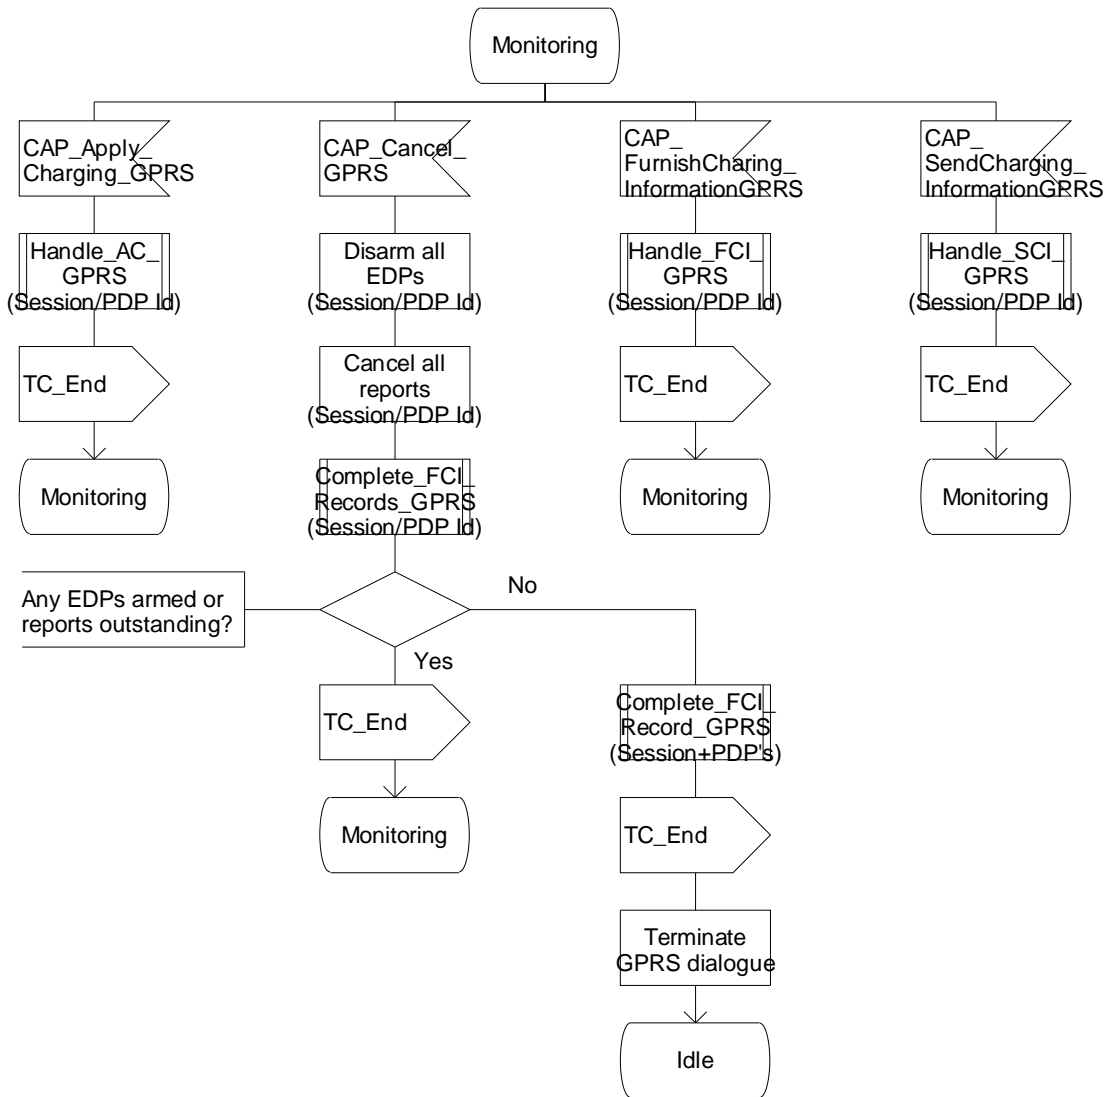 Monitoring
CAP_Apply_
Charging_GPRS
CAP_Cancel_
GPRS
CAP_
FurnishCharing_
InformationGPRS
CAP_
SendCharging_
InformationGPRS
Handle_AC_
GPRS
(Session/PDP Id)
Disarm all
EDPs
(Session/PDP Id)
Handle_FCI_
GPRS
(Session/PDP Id)
Handle_SCI_
GPRS
(Session/PDP Id)
TC_End
Cancel all
reports
(Session/PDP Id)
TC_End
TC_End
Monitoring
Complete_FCI_
Records_GPRS
(Session/PDP Id)
Monitoring
Monitoring
Any EDPs armed or
reports outstanding?
No
Yes
TC_End
Complete_FCI_
Record_GPRS
(Session+PDP's)
Monitoring
TC_End
Terminate
GPRS dialogue
Idle